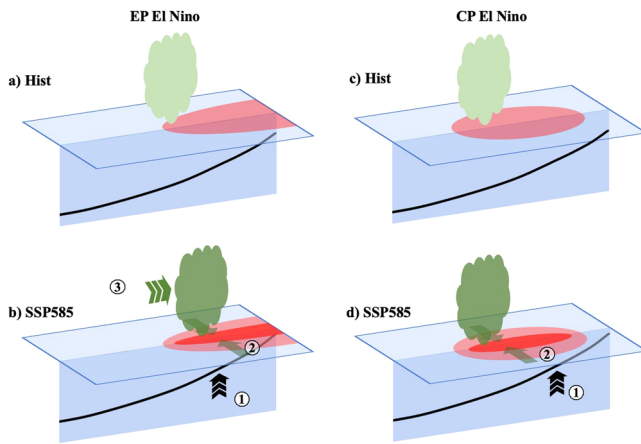 EP El Nino
CP El Nino
a) Hist
c) Hist
③
b) SSP585
d) SSP585
②
②
①
①